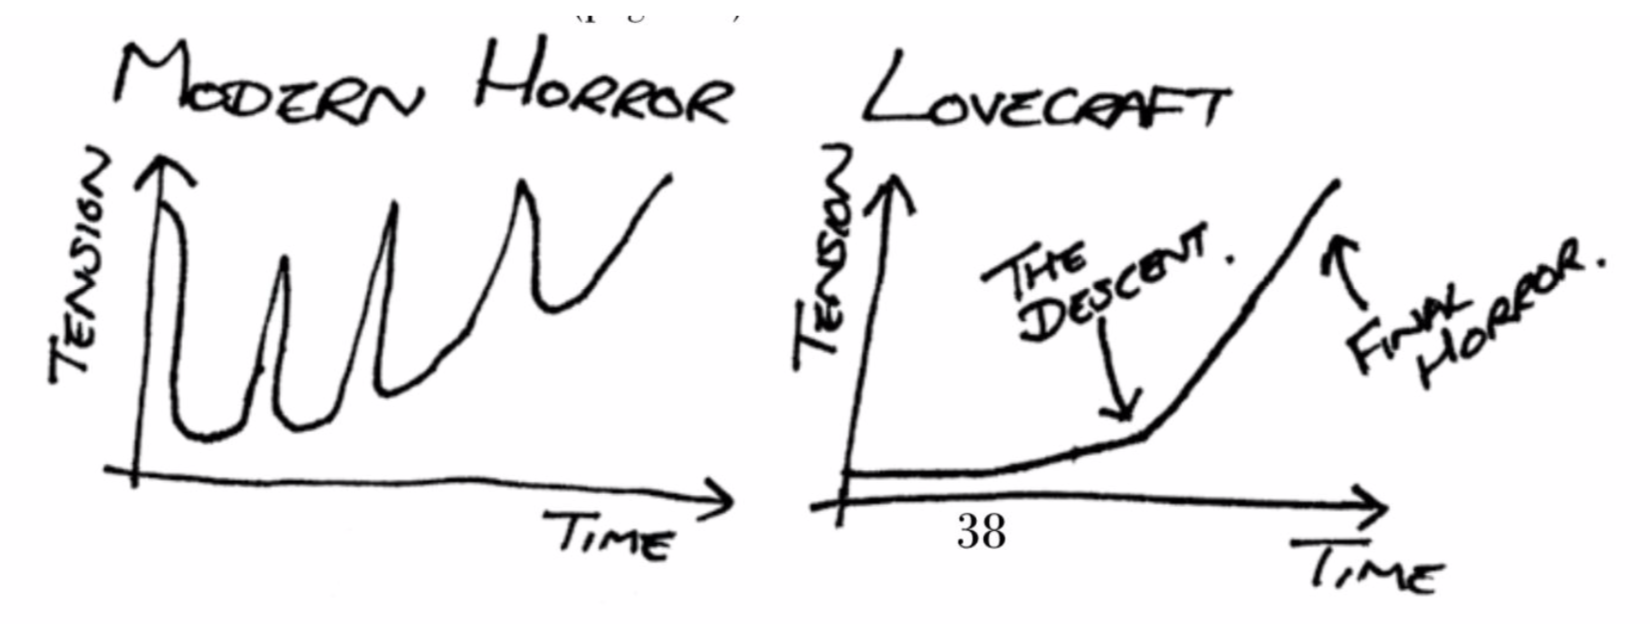 MODERN HORROR
TENSION
TIME
LOVECRAFT
TENSION
THE
DESCENT.
FINAL
HORROR.
38
TIME